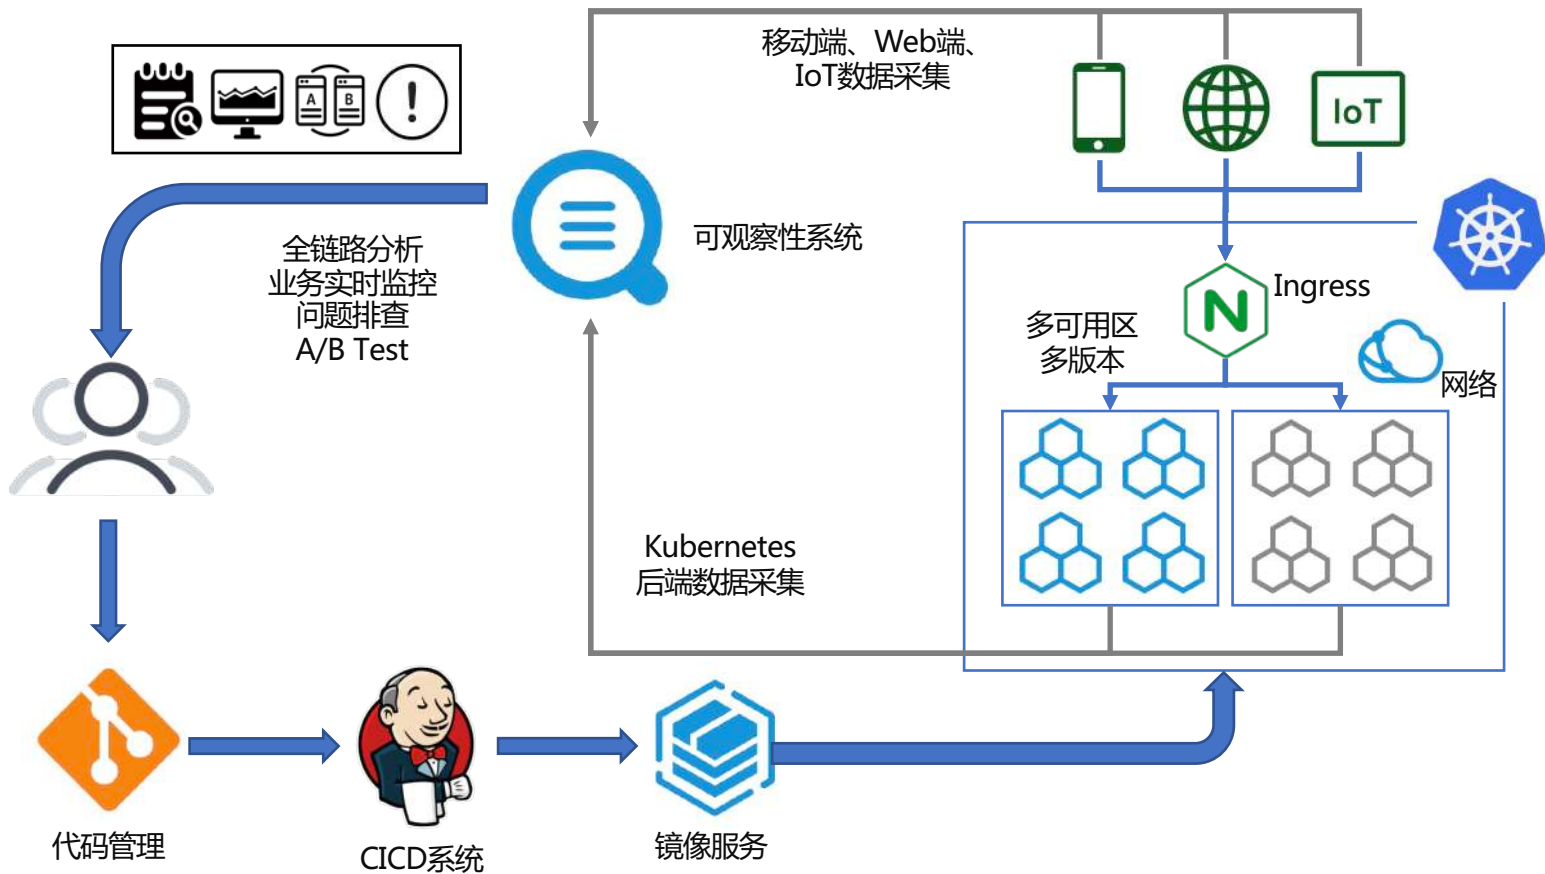 移动端、Web端、
IoT数据采集
A
B
IoT
全链路分析
业务实时监控
问题排查
A/B Test
可观察性系统
Ingress
多可用区
多版本
网络
Kubernetes
后端数据采集
代码管理
CICD系统
镜像服务